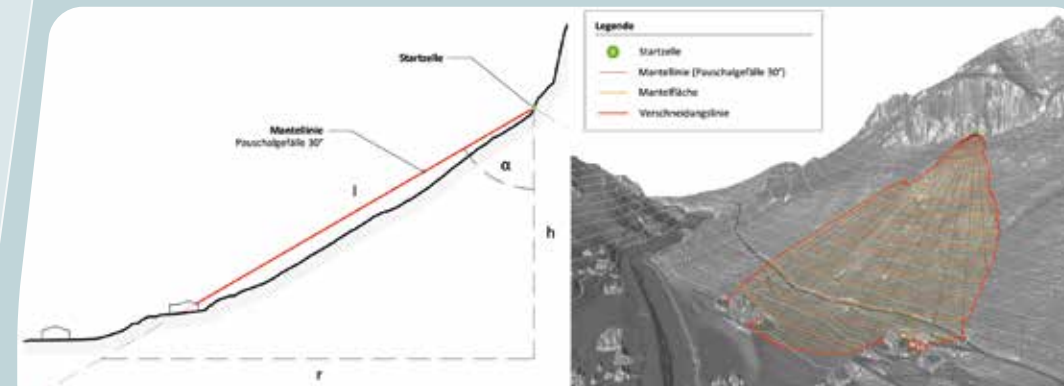 Startzelle
Mantellinie
Pauschalgefälle 30°
α
l
h
r
Legende
Startzelle
Mantellinie (Pauschalgefälle 30°)
Mantelfläche
Verschneidungslinie